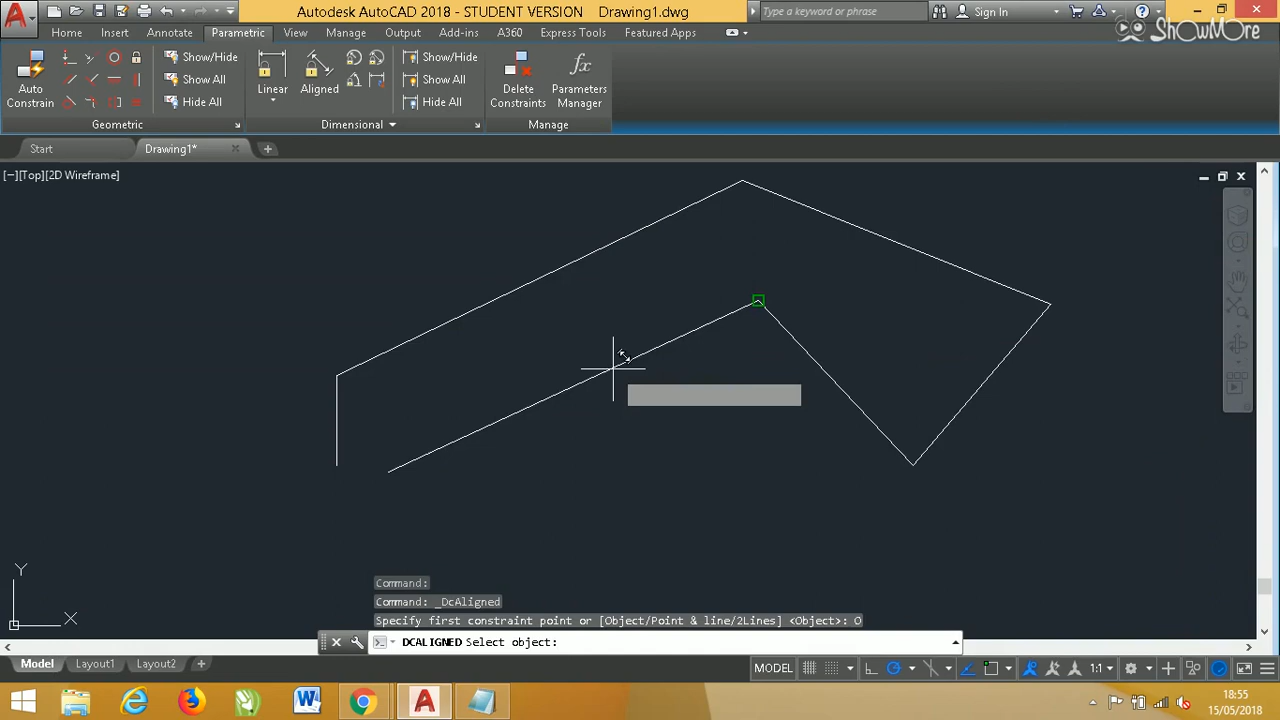 Autodesk AutoCAD 2018 - STUDENT VERSION Drawing1.dwg
Type a keyword or phrase
Sign In
ShowMore
Home Insert Annotate Parametric View Manage Output Add-ins A360 Express Tools Featured Apps
Auto Constrain
Show/Hide
Show All
Hide All
Geometric
Linear
Aligned
Show/Hide
Show All
Hide All
Dimensional
Delete Constraints
Parameters Manager
Manage
Start Drawing1*
[−][Top][2D Wireframe]
Y
X
Command:
Command: _DcAligned
Specify first constraint point or [Object/Point & line/2Lines] <Object>: O
DCALIGNED Select object:
Model Layout1 Layout2
MODEL
1:1
18:55
15/05/2018